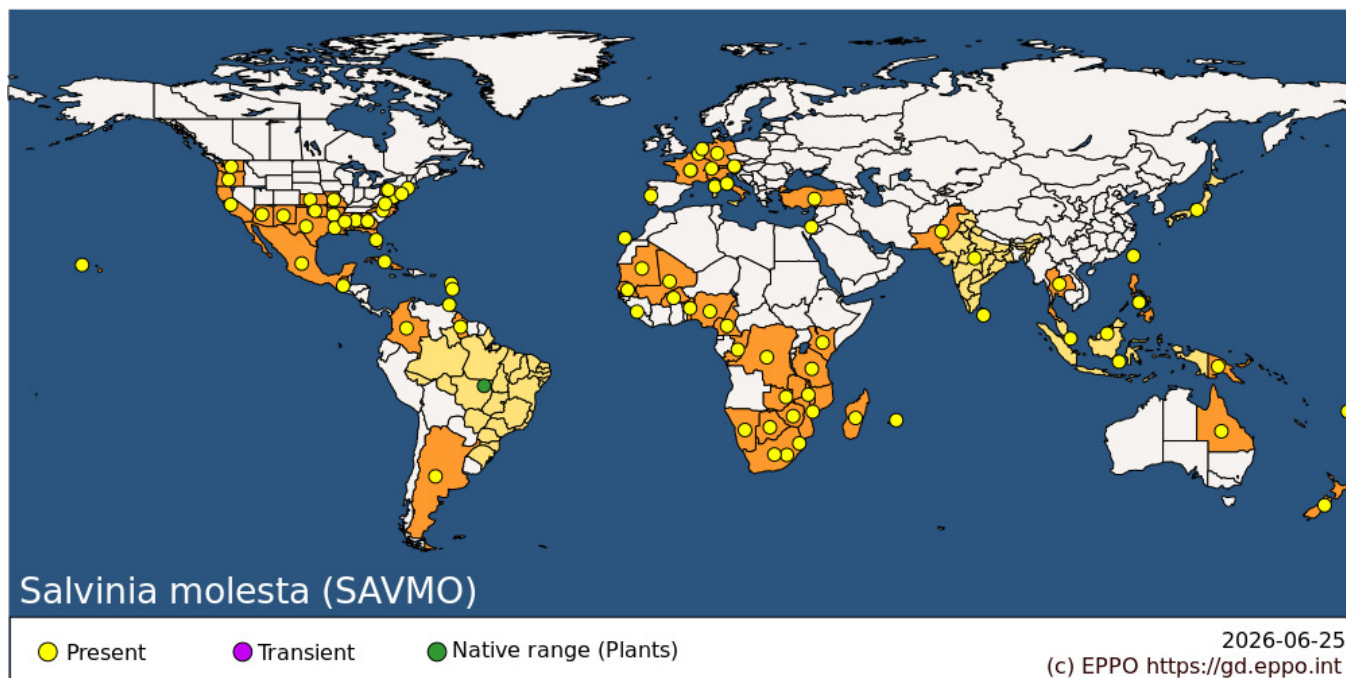 Salvinia molesta (SAVMO)
Present
Transient
Native range (Plants)
2026-06-25
(c) EPPO https://gd.eppo.int